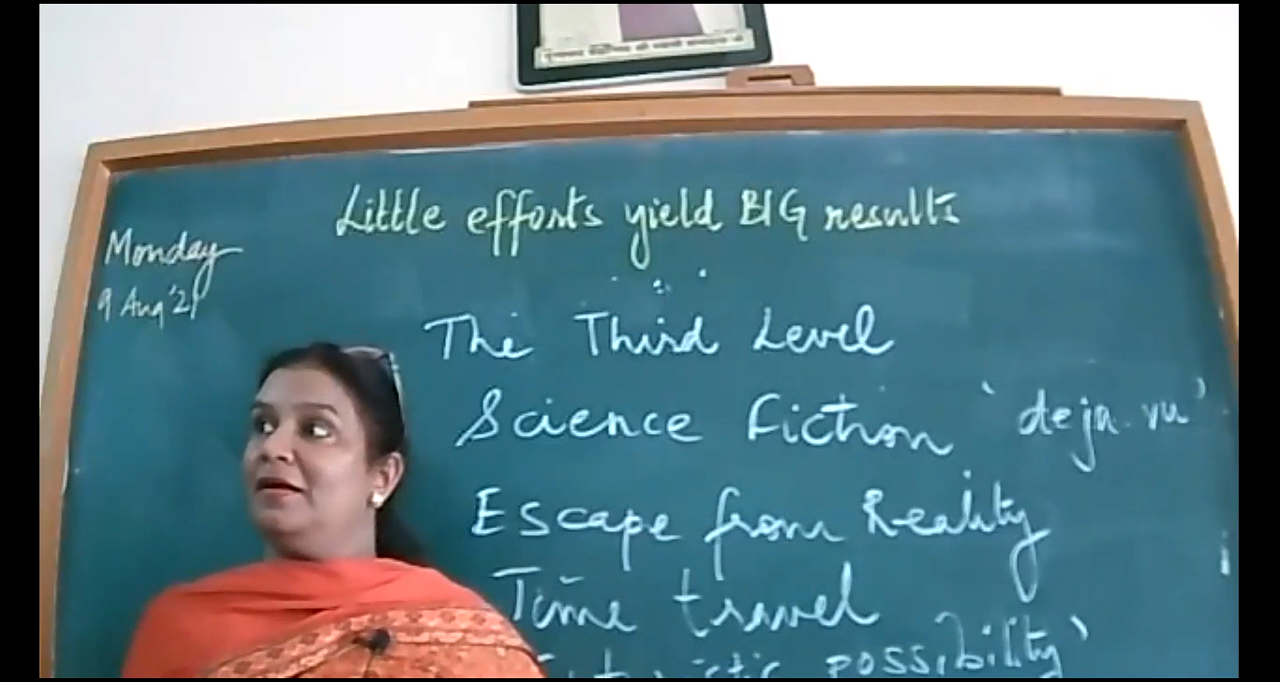 Little efforts yield BIG results
Monday
9 Aug '21
The Third Level
Science Fiction 'deja vu'
Escape from Reality
Time travel
possibility'